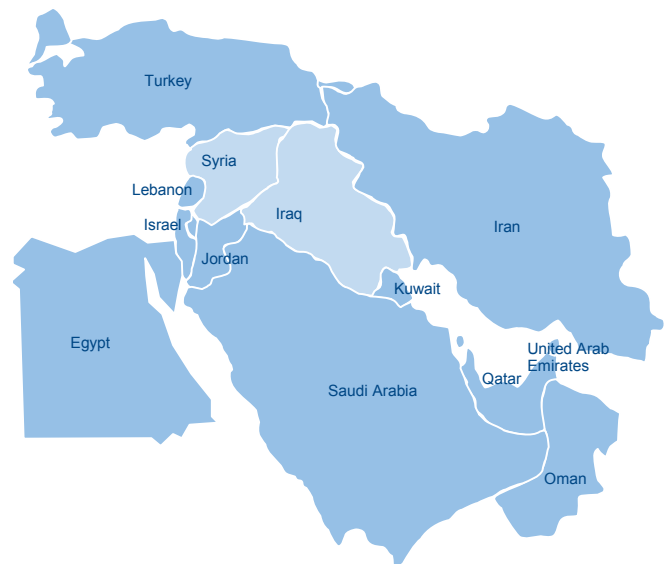 Turkey
Syria
Lebanon
Israel
Iraq
Iran
Jordan
Kuwait
Egypt
United Arab
Emirates
Qatar
Saudi Arabia
Oman